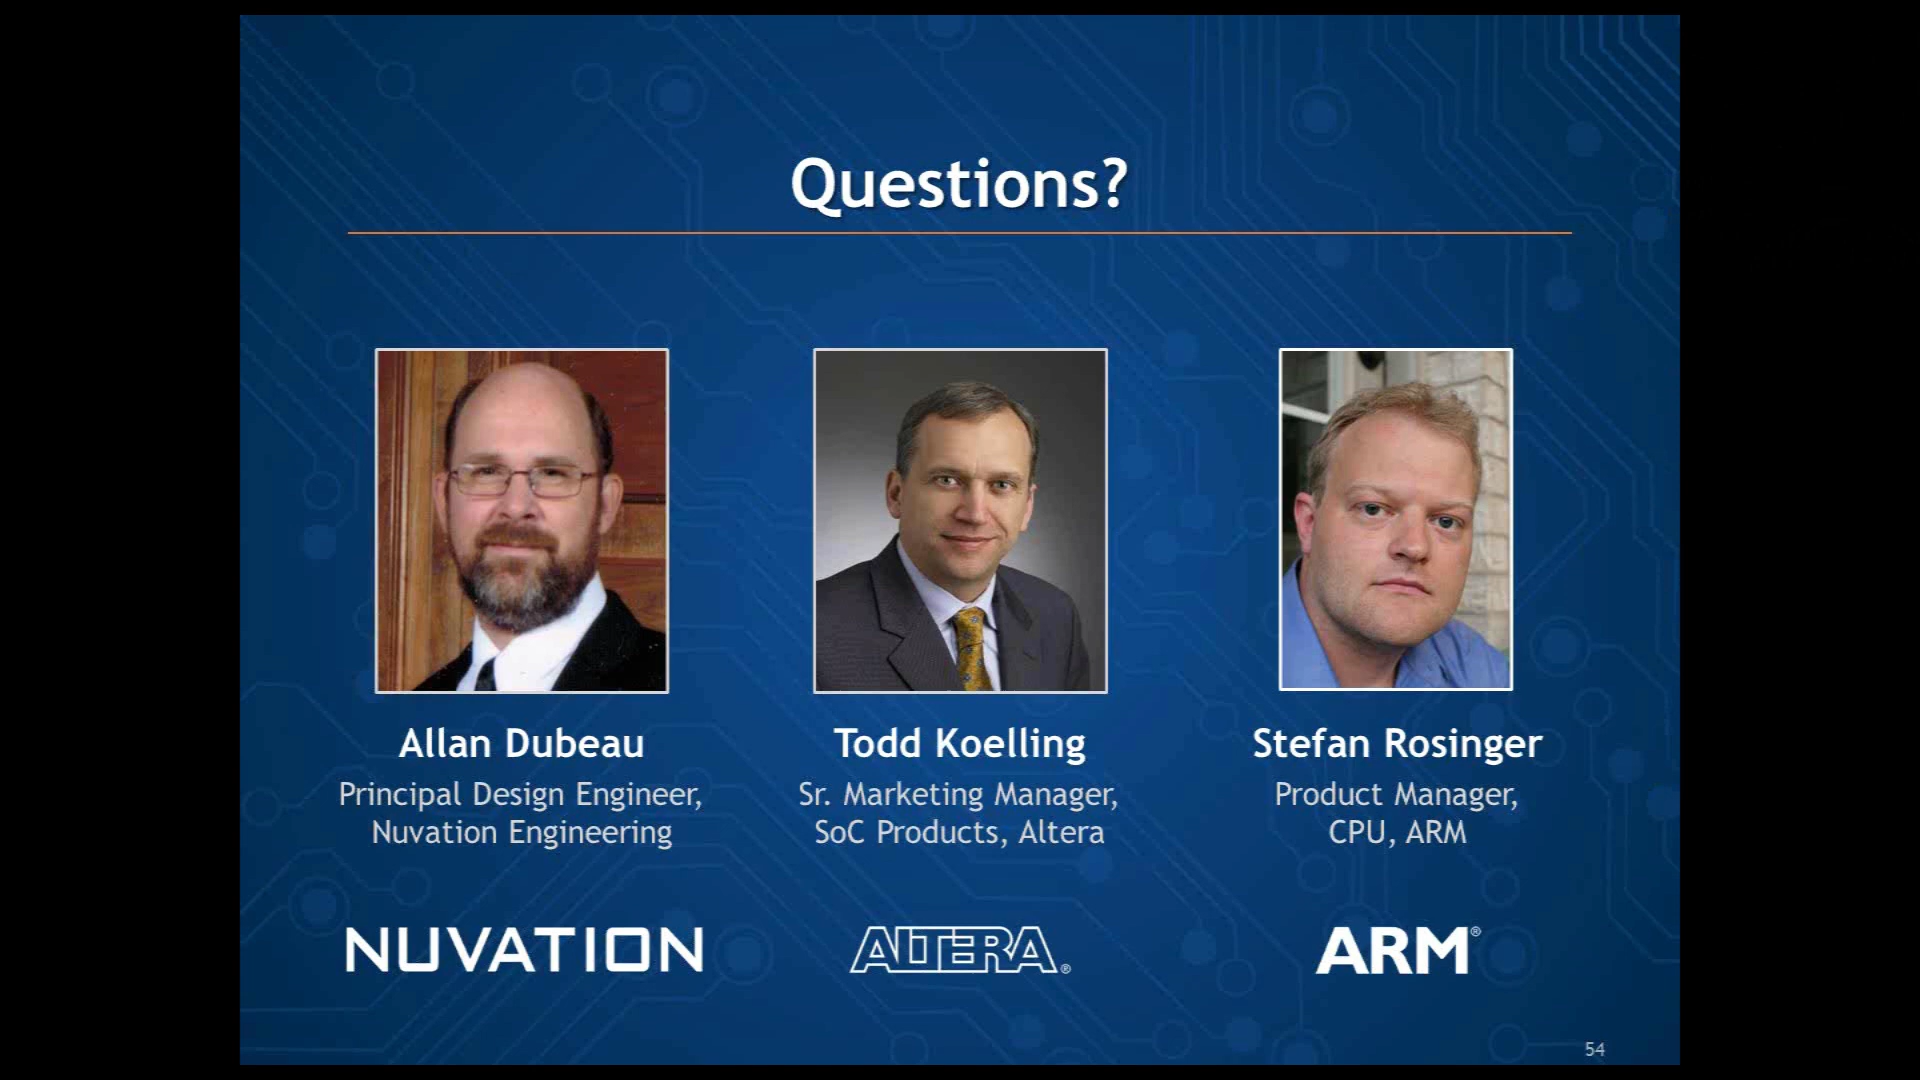 Questions?
Allan Dubeau
Principal Design Engineer,
Nuvation Engineering
NUVATION
Todd Koelling
Sr. Marketing Manager,
SoC Products, Altera
ALTERA®
Stefan Rosinger
Product Manager,
CPU, ARM
ARM®
54